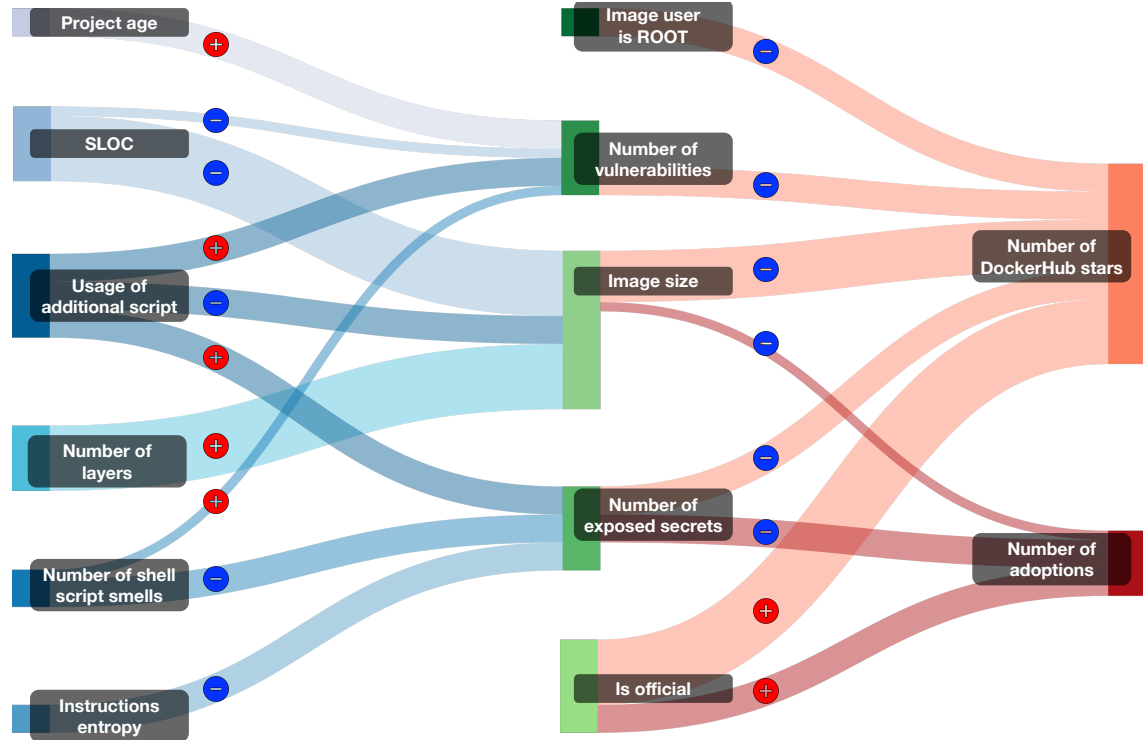 Project age
SLOC
Usage of
additional script
Number of
layers
Number of shell
script smells
Instructions
entropy
Image user
is ROOT
Number of
vulnerabilities
Image size
Number of
exposed secrets
Is official
Number of
DockerHub stars
Number of
adoptions
+
−
−
+
−
+
+
+
−
−
−
−
−
−
−
−
+
+